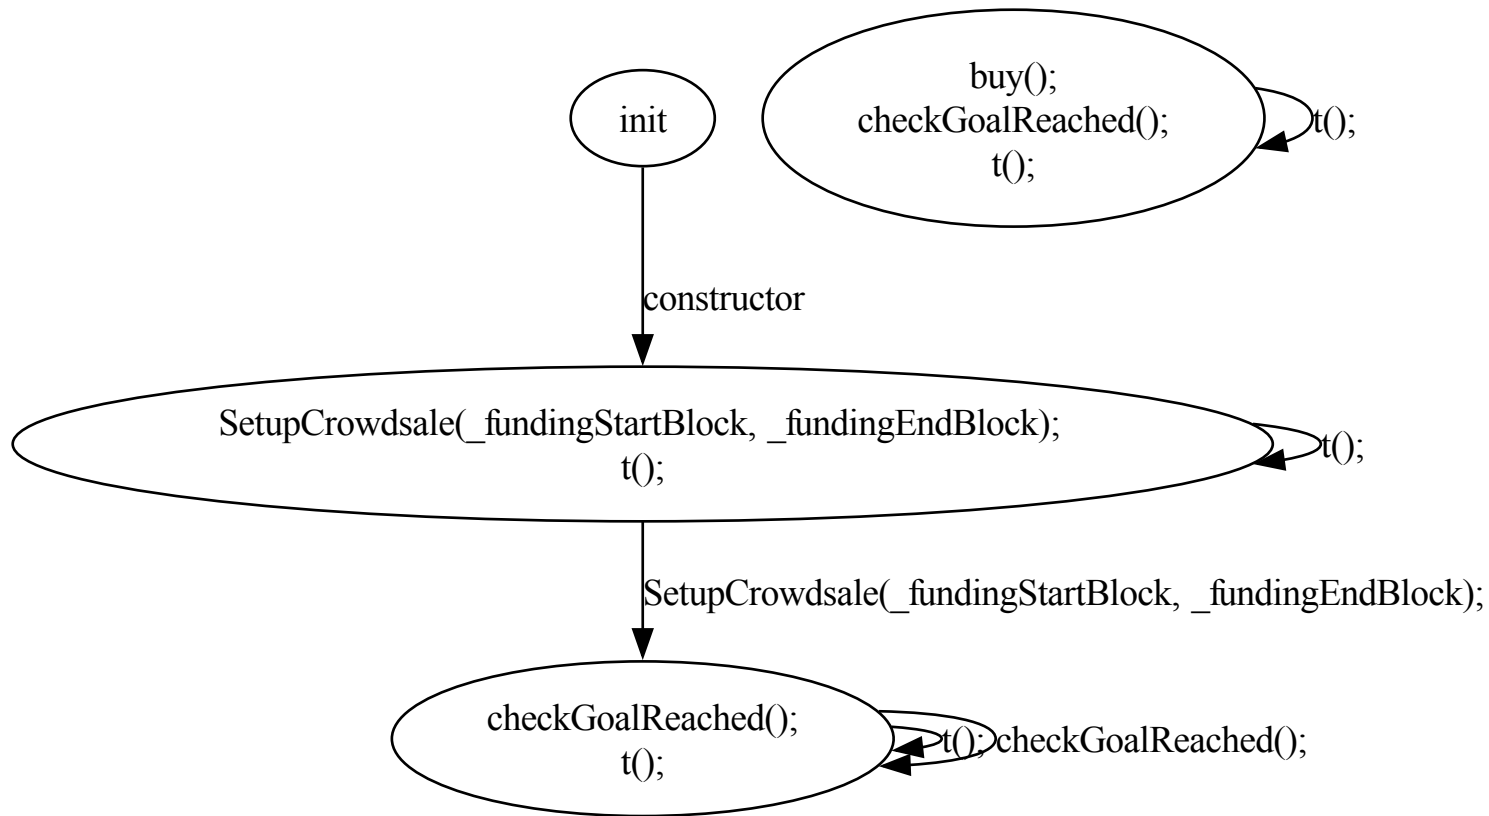 init
buy();
checkGoalReached();
t();
t();
constructor
SetupCrowdsale(_fundingStartBlock, _fundingEndBlock);
t();
t();
SetupCrowdsale(_fundingStartBlock, _fundingEndBlock);
checkGoalReached();
t();
t();
checkGoalReached();